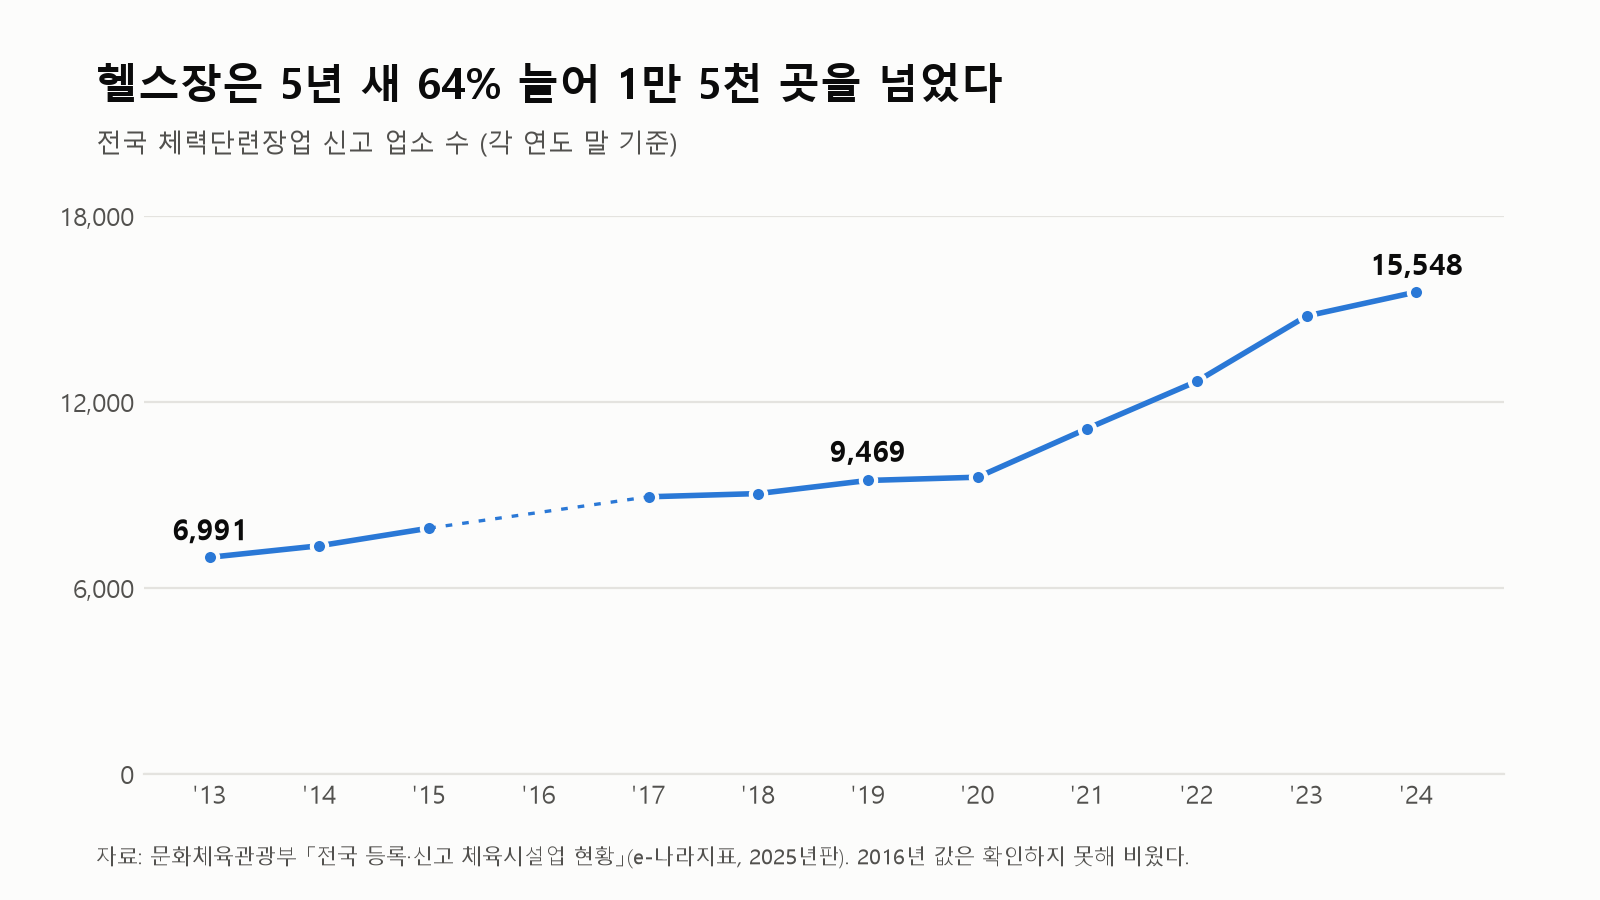 헬스장은 5년 새 64% 늘어 1만 5천 곳을 넘었다
전국 체력단련장업 신고 업소 수 (각 연도 말 기준)
18,000
15,548
12,000
9,469
6,991
6,000
0
'13 '14 '15 '16 '17 '18 '19 '20 '21 '22 '23 '24
자료: 문화체육관광부 「전국 등록·신고 체육시설업 현황」(e-나라지표, 2025년판). 2016년 값은 확인하지 못해 비웠다.